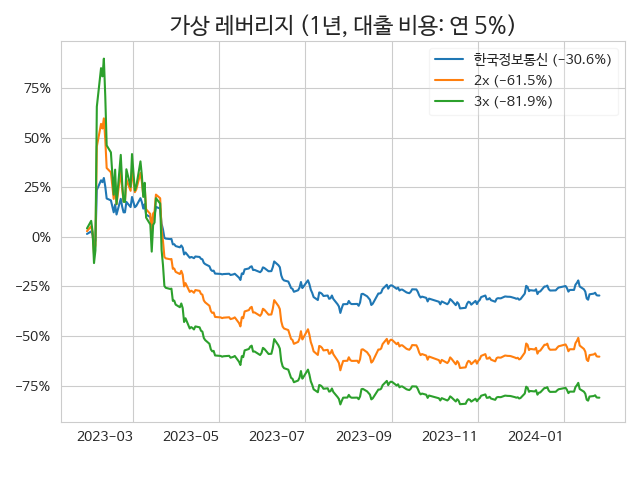 가상 레버리지 (1년, 대출 비용: 연 5%)
한국정보통신 (-30.6%)
2x (-61.5%)
3x (-81.9%)
75%
50%
25%
0%
-25%
-50%
-75%
2023-03 2023-05 2023-07 2023-09 2023-11 2024-01